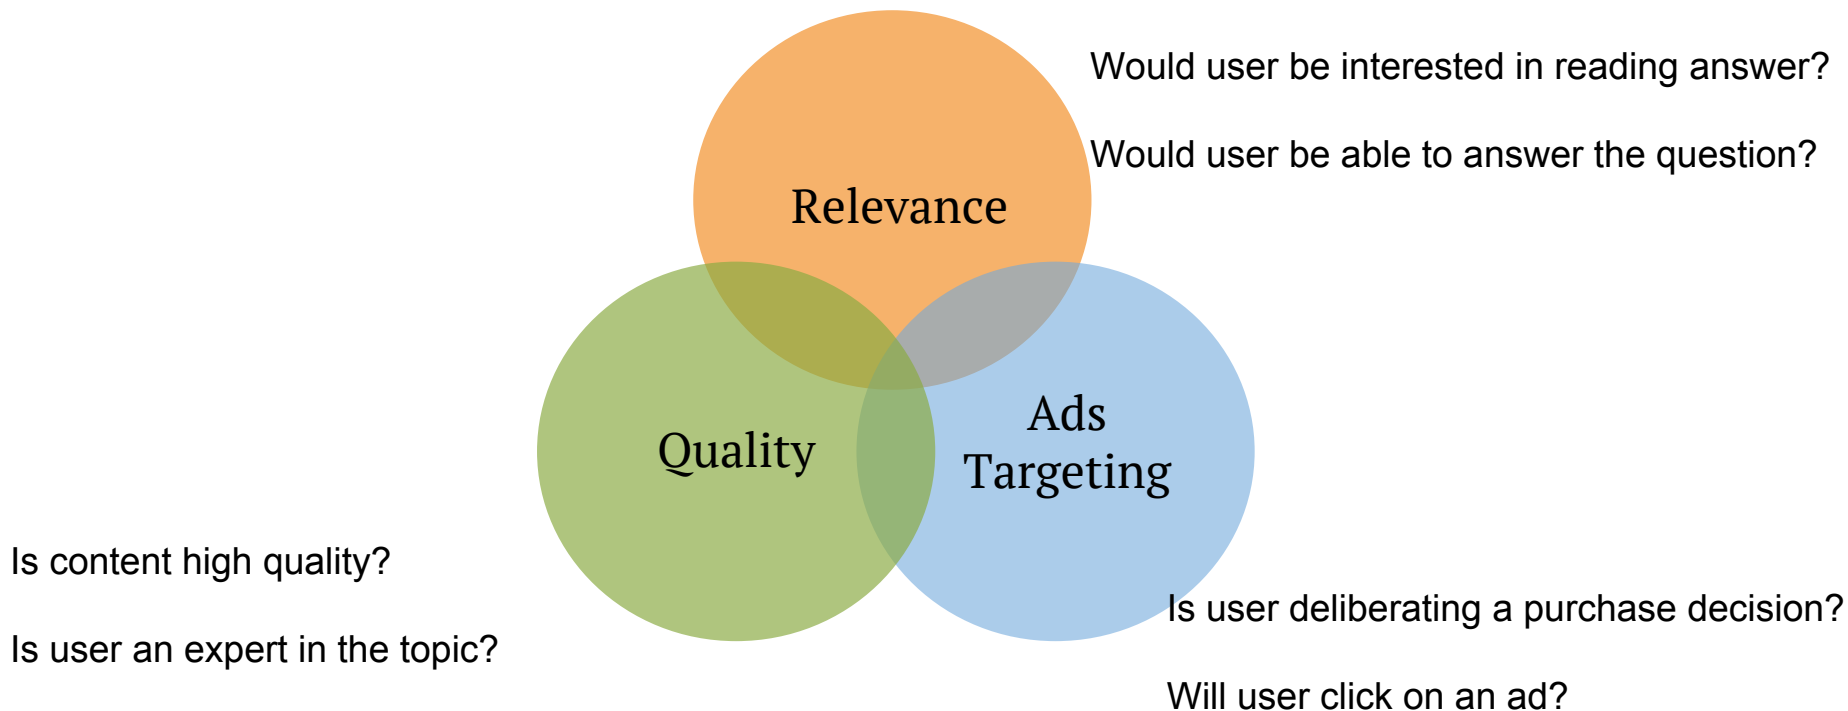 Would user be interested in reading answer?
Would user be able to answer the question?
Relevance
Quality
Ads
Targeting
Is content high quality?
Is user an expert in the topic?
Is user deliberating a purchase decision?
Will user click on an ad?